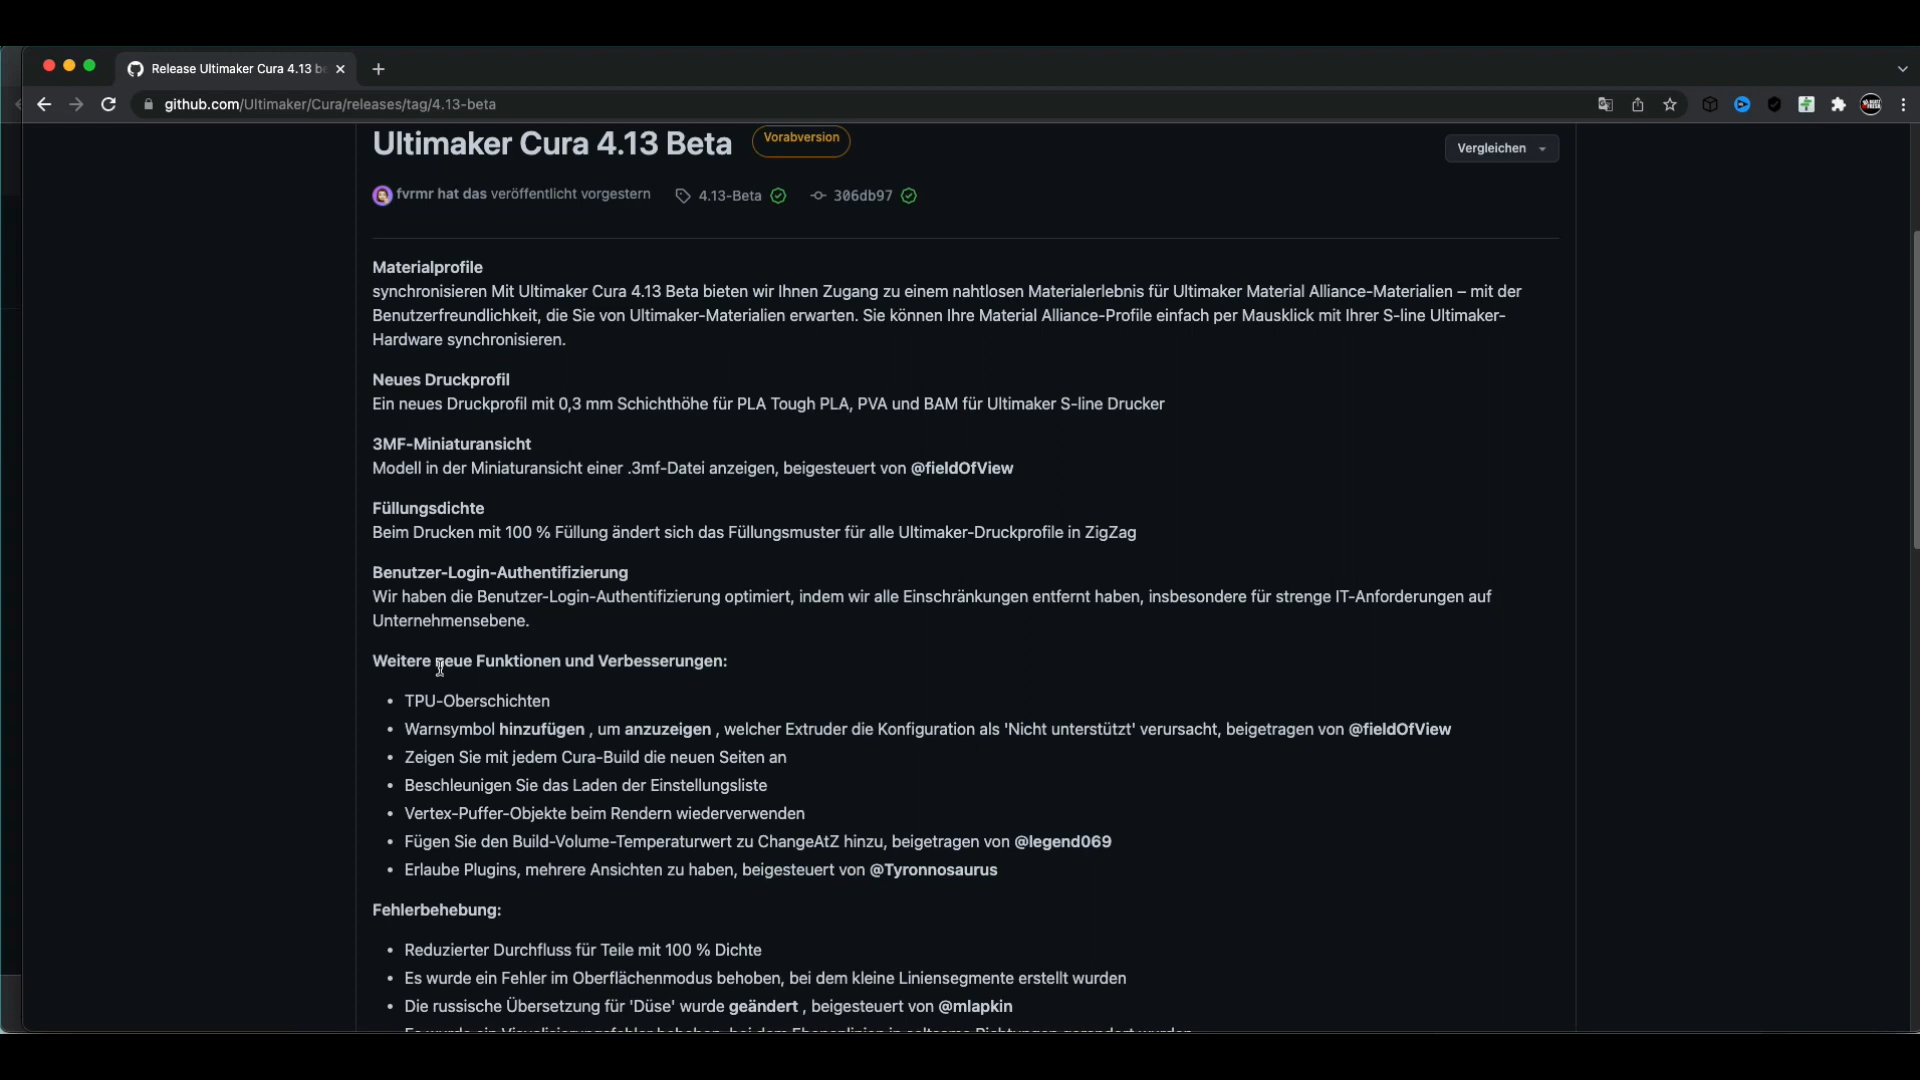 Release Ultimaker Cura 4.13 be
github.com/Ultimaker/Cura/releases/tag/4.13-beta
Ultimaker Cura 4.13 Beta
Vorabversion
Vergleichen
fvrmr hat das veröffentlicht vorgestern
4.13-Beta
306db97
Materialprofile
synchronisieren Mit Ultimaker Cura 4.13 Beta bieten wir Ihnen Zugang zu einem nahtlosen Materialerlebnis für Ultimaker Material Alliance-Materialien – mit der
Benutzerfreundlichkeit, die Sie von Ultimaker-Materialien erwarten. Sie können Ihre Material Alliance-Profile einfach per Mausklick mit Ihrer S-line Ultimaker-
Hardware synchronisieren.
Neues Druckprofil
Ein neues Druckprofil mit 0,3 mm Schichthöhe für PLA Tough PLA, PVA und BAM für Ultimaker S-line Drucker
3MF-Miniaturansicht
Modell in der Miniaturansicht einer .3mf-Datei anzeigen, beigesteuert von @fieldOfView
Füllungsdichte
Beim Drucken mit 100 % Füllung ändert sich das Füllungsmuster für alle Ultimaker-Druckprofile in ZigZag
Benutzer-Login-Authentifizierung
Wir haben die Benutzer-Login-Authentifizierung optimiert, indem wir alle Einschränkungen entfernt haben, insbesondere für strenge IT-Anforderungen auf
Unternehmensebene.
Weitere neue Funktionen und Verbesserungen:
• TPU-Oberschichten
• Warnsymbol hinzufügen , um anzuzeigen , welcher Extruder die Konfiguration als 'Nicht unterstützt' verursacht, beigetragen von @fieldOfView
• Zeigen Sie mit jedem Cura-Build die neuen Seiten an
• Beschleunigen Sie das Laden der Einstellungsliste
• Vertex-Puffer-Objekte beim Rendern wiederverwenden
• Fügen Sie den Build-Volume-Temperaturwert zu ChangeAtZ hinzu, beigetragen von @legend069
• Erlaube Plugins, mehrere Ansichten zu haben, beigesteuert von @Tyronnosaurus
Fehlerbehebung:
• Reduzierter Durchfluss für Teile mit 100 % Dichte
• Es wurde ein Fehler im Oberflächenmodus behoben, bei dem kleine Liniensegmente erstellt wurden
• Die russische Übersetzung für 'Düse' wurde geändert , beigesteuert von @mlapkin